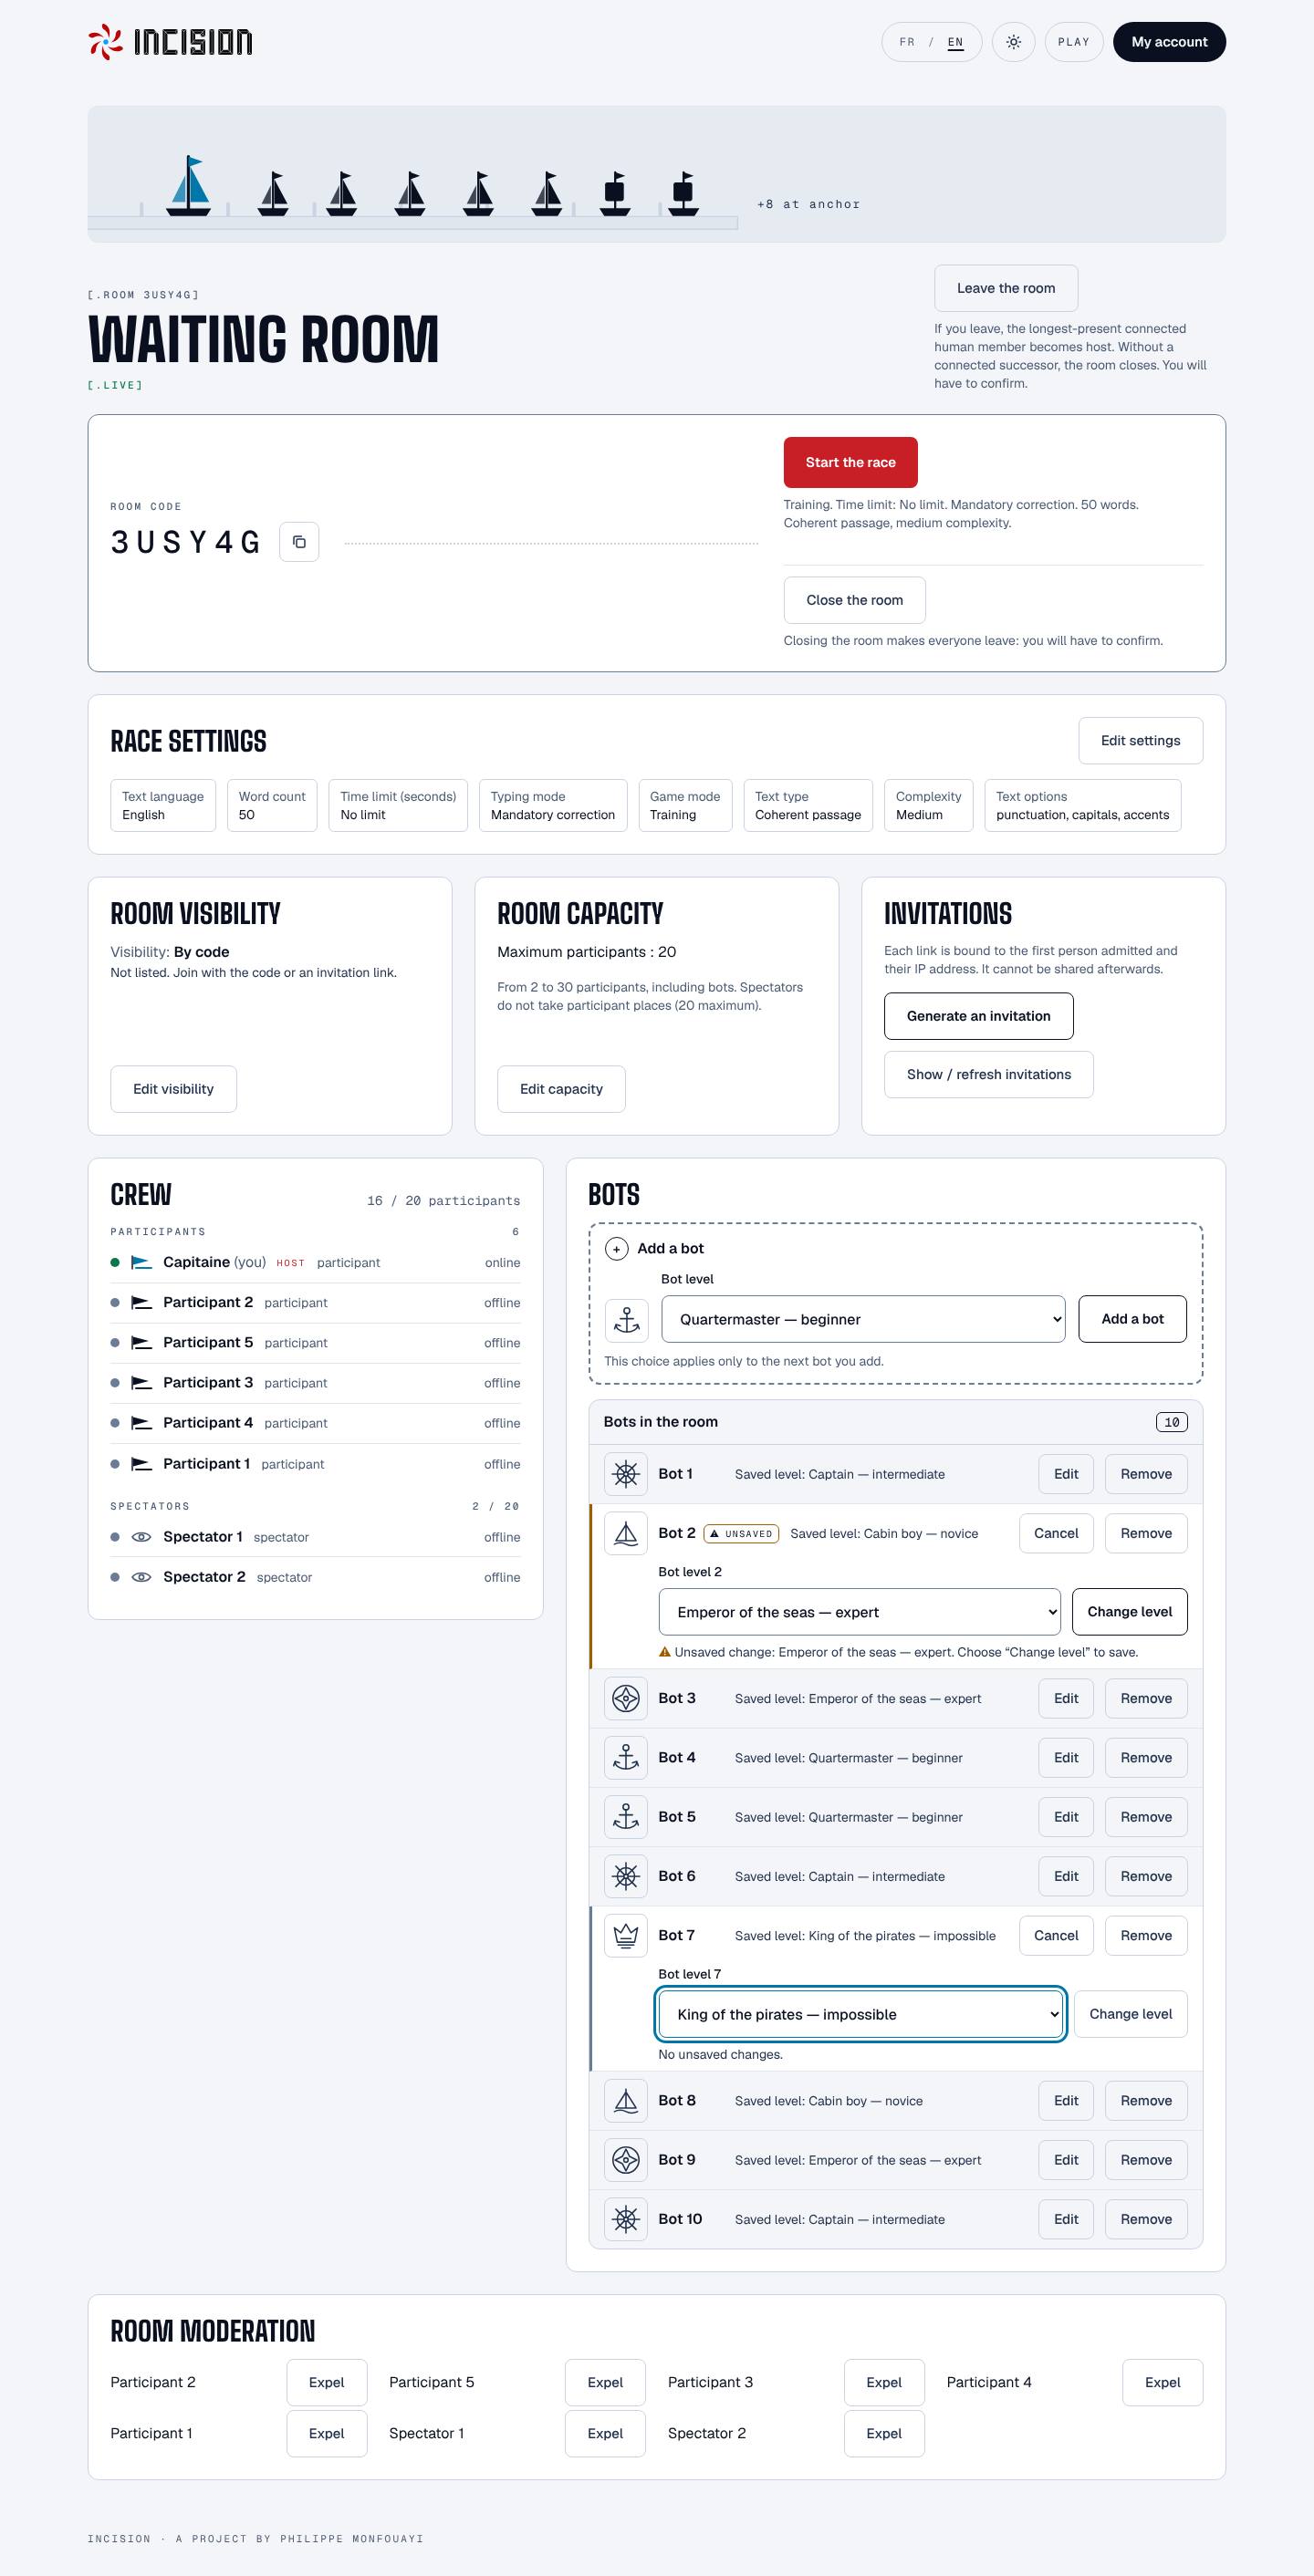 INCISION
FR / EN
PLAY
My account
+8 at anchor
[.ROOM 3USY4G]
WAITING ROOM
[.LIVE]
Leave the room
If you leave, the longest-present connected
human member becomes host. Without a
connected successor, the room closes. You will
have to confirm.
ROOM CODE
3USY4G
Start the race
Training. Time limit: No limit. Mandatory correction. 50 words.
Coherent passage, medium complexity.
Close the room
Closing the room makes everyone leave: you will have to confirm.
RACE SETTINGS
Edit settings
Text language
English
Word count
50
Time limit (seconds)
No limit
Typing mode
Mandatory correction
Game mode
Training
Text type
Coherent passage
Complexity
Medium
Text options
punctuation, capitals, accents
ROOM VISIBILITY
Visibility: By code
Not listed. Join with the code or an invitation link.
Edit visibility
ROOM CAPACITY
Maximum participants : 20
From 2 to 30 participants, including bots. Spectators
do not take participant places (20 maximum).
Edit capacity
INVITATIONS
Each link is bound to the first person admitted and
their IP address. It cannot be shared afterwards.
Generate an invitation
Show / refresh invitations
CREW
16 / 20 participants
PARTICIPANTS 6
Capitaine (you) HOST participant online
Participant 2 participant offline
Participant 5 participant offline
Participant 3 participant offline
Participant 4 participant offline
Participant 1 participant offline
SPECTATORS 2 / 20
Spectator 1 spectator offline
Spectator 2 spectator offline
BOTS
+ Add a bot
Bot level
Quartermaster — beginner
Add a bot
This choice applies only to the next bot you add.
Bots in the room 10
Bot 1 Saved level: Captain — intermediate Edit Remove
Bot 2 UNSAVED Saved level: Cabin boy — novice Cancel Remove
Bot level 2
Emperor of the seas — expert Change level
Unsaved change: Emperor of the seas — expert. Choose “Change level” to save.
Bot 3 Saved level: Emperor of the seas — expert Edit Remove
Bot 4 Saved level: Quartermaster — beginner Edit Remove
Bot 5 Saved level: Quartermaster — beginner Edit Remove
Bot 6 Saved level: Captain — intermediate Edit Remove
Bot 7 Saved level: King of the pirates — impossible Cancel Remove
Bot level 7
King of the pirates — impossible Change level
No unsaved changes.
Bot 8 Saved level: Cabin boy — novice Edit Remove
Bot 9 Saved level: Emperor of the seas — expert Edit Remove
Bot 10 Saved level: Captain — intermediate Edit Remove
ROOM MODERATION
Participant 2 Expel Participant 5 Expel Participant 3 Expel Participant 4 Expel
Participant 1 Expel Spectator 1 Expel Spectator 2 Expel
INCISION · A PROJECT BY PHILIPPE MONFOUAYI